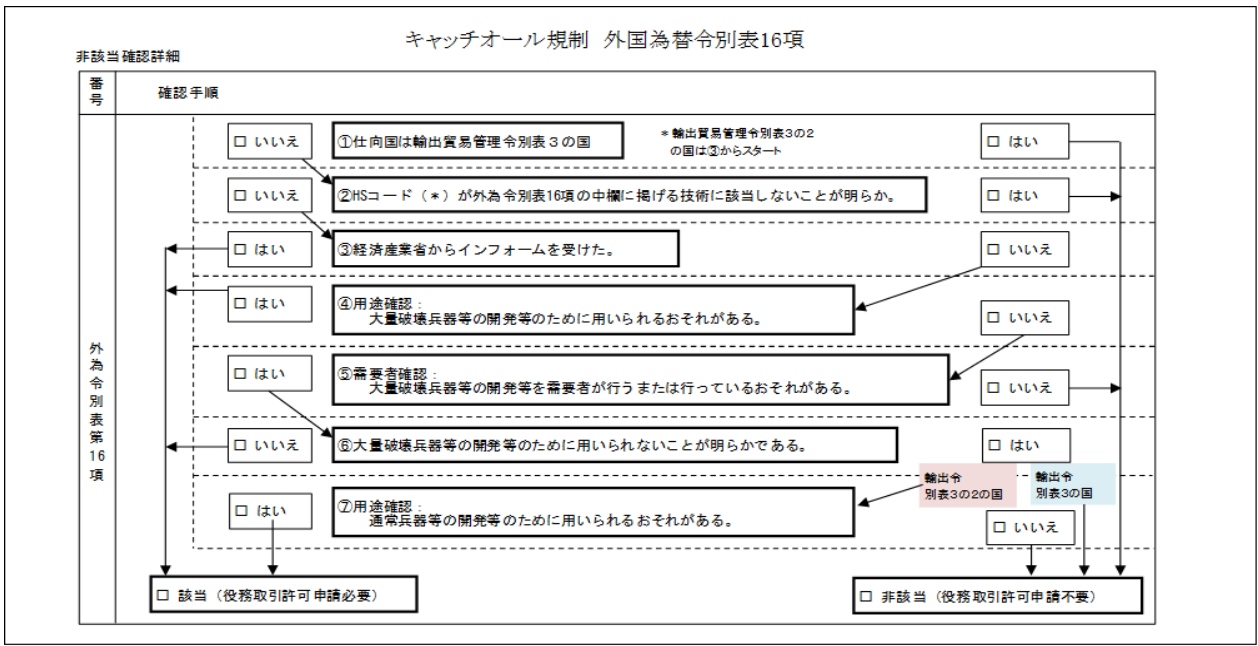 キャッチオール規制 外国為替令別表16項
非該当確認詳細
番号
確認手順
外為令別表第16項
□ いいえ
①仕向国は輸出貿易管理令別表３の国
*輸出貿易管理令別表3の2
の国は③からスタート
□ はい
□ いいえ
②HSコード（＊）が外為令別表16項の中欄に掲げる技術に該当しないことが明らか。
□ はい
□ はい
③経済産業省からインフォームを受けた。
□ いいえ
□ はい
④用途確認：
大量破壊兵器等の開発等のために用いられるおそれがある。
□ いいえ
□ はい
⑤需要者確認：
大量破壊兵器等の開発等を需要者が行うまたは行っているおそれがある。
□ いいえ
□ いいえ
⑥大量破壊兵器等の開発等のために用いられないことが明らかである。
□ はい
輸出令
別表3の2の国
輸出令
別表3の国
□ はい
⑦用途確認：
通常兵器等の開発等のために用いられるおそれがある。
□ いいえ
□ 該当（役務取引許可申請必要）
□ 非該当（役務取引許可申請不要）